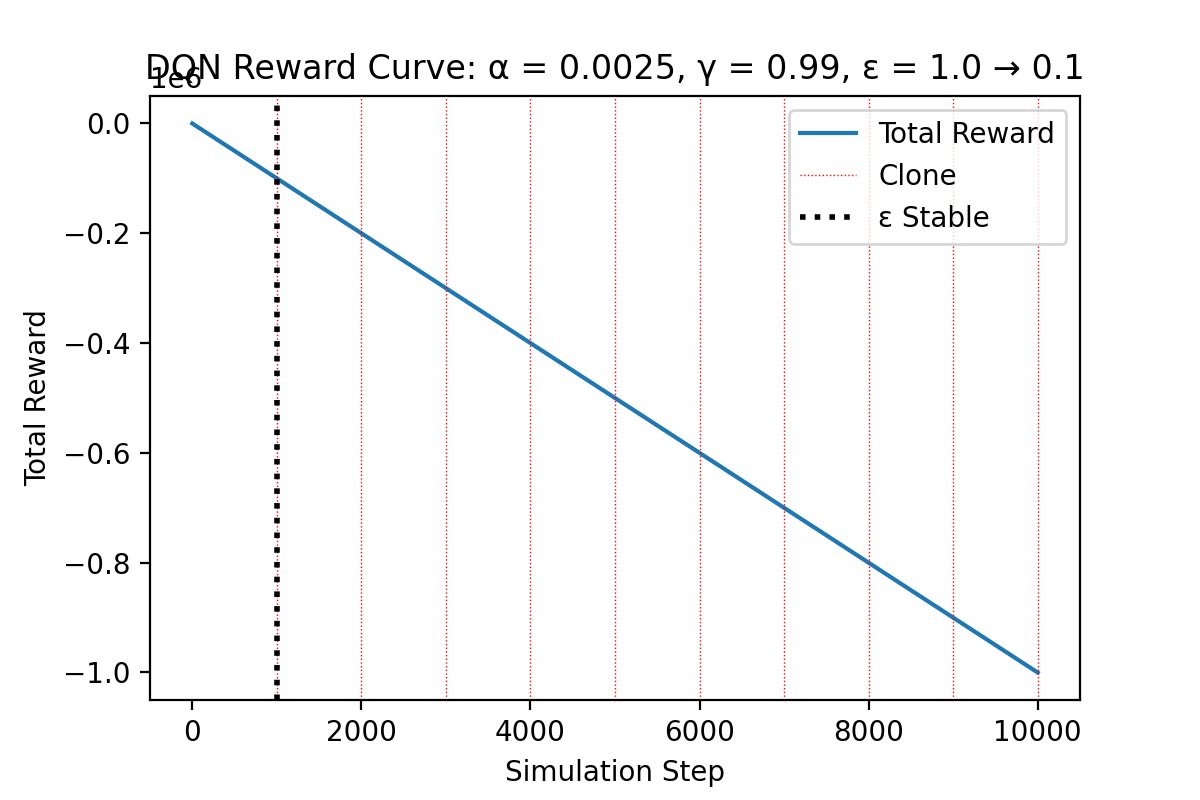 DQN Reward Curve: α = 0.0025, γ = 0.99, ε = 1.0 → 0.1
1e6
Total Reward
Clone
ε Stable
0.0
−0.2
−0.4
−0.6
−0.8
−1.0
Total Reward
0 2000 4000 6000 8000 10000
Simulation Step